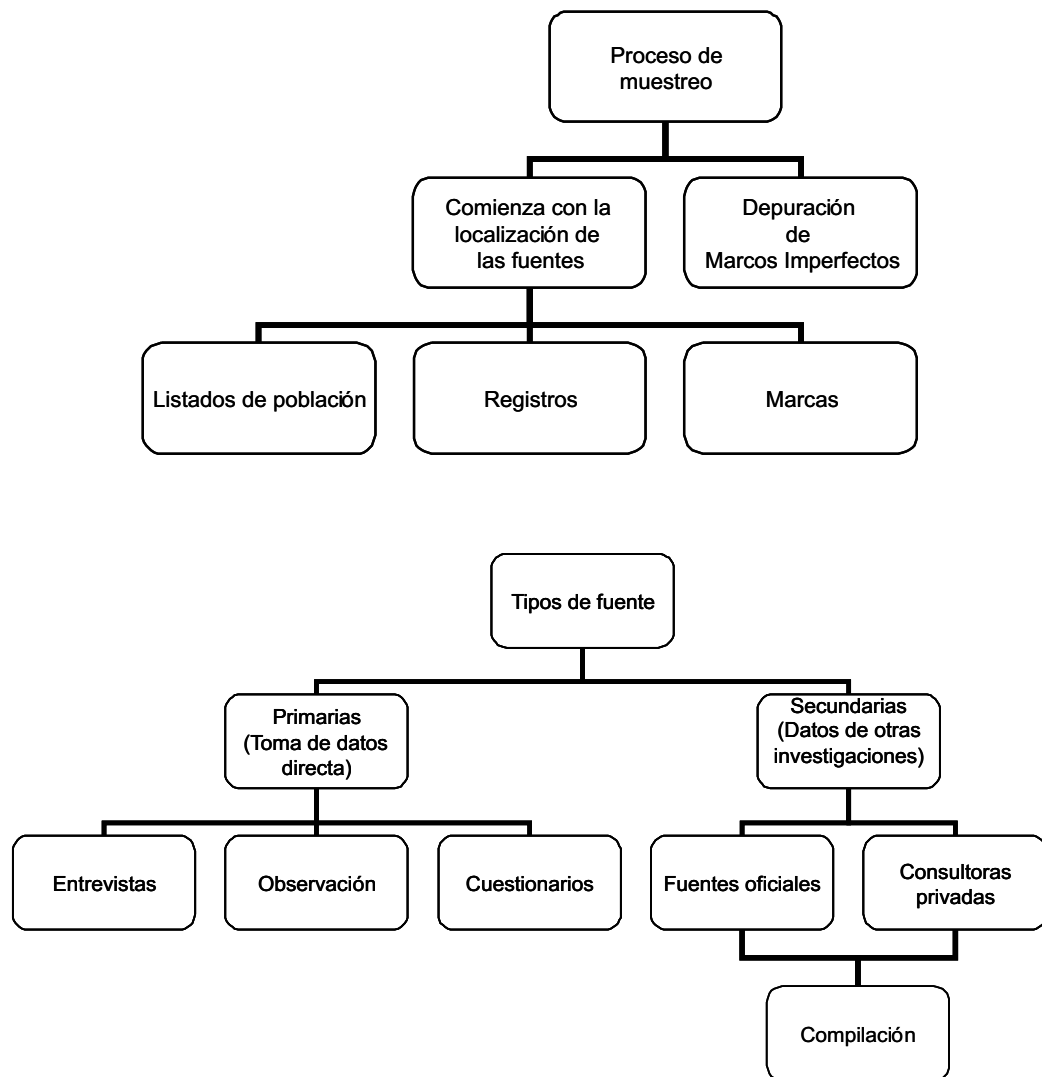 Proceso de
muestreo
Comienza con la
localización de
las fuentes
Depuración
de
Marcos Imperfectos
Listados de población
Registros
Marcas
Tipos de fuente
Primarias
(Toma de datos
directa)
Secundarias
(Datos de otras
investigaciones)
Entrevistas
Observación
Cuestionarios
Fuentes oficiales
Consultoras
privadas
Compilación